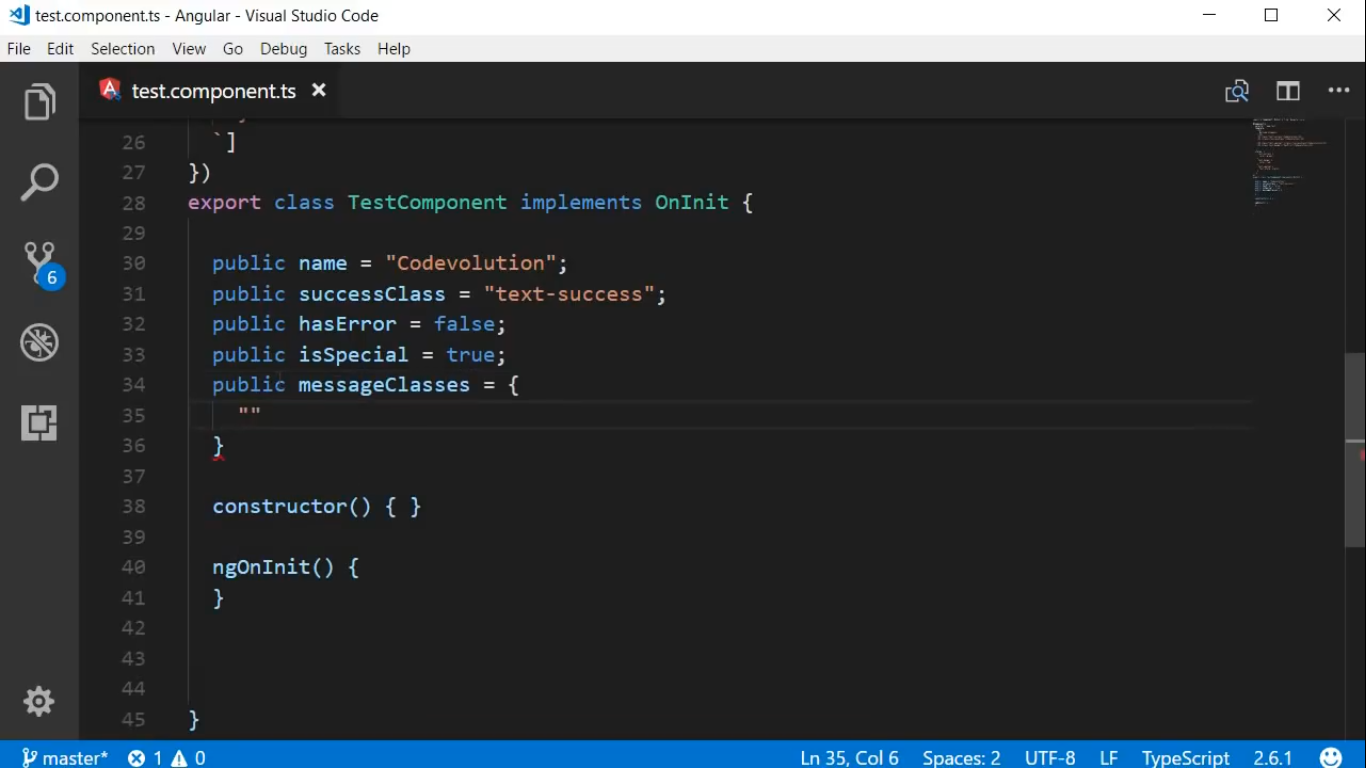 test.component.ts - Angular - Visual Studio Code
File Edit Selection View Go Debug Tasks Help
test.component.ts
26 `]
27 })
28 export class TestComponent implements OnInit {
29
30 public name = "Codevolution";
31 public successClass = "text-success";
32 public hasError = false;
33 public isSpecial = true;
34 public messageClasses = {
35 ""
36 }
37
38 constructor() { }
39
40 ngOnInit() {
41 }
42
43
44
45 }
6
master* 1 0 Ln 35, Col 6 Spaces: 2 UTF-8 LF TypeScript 2.6.1